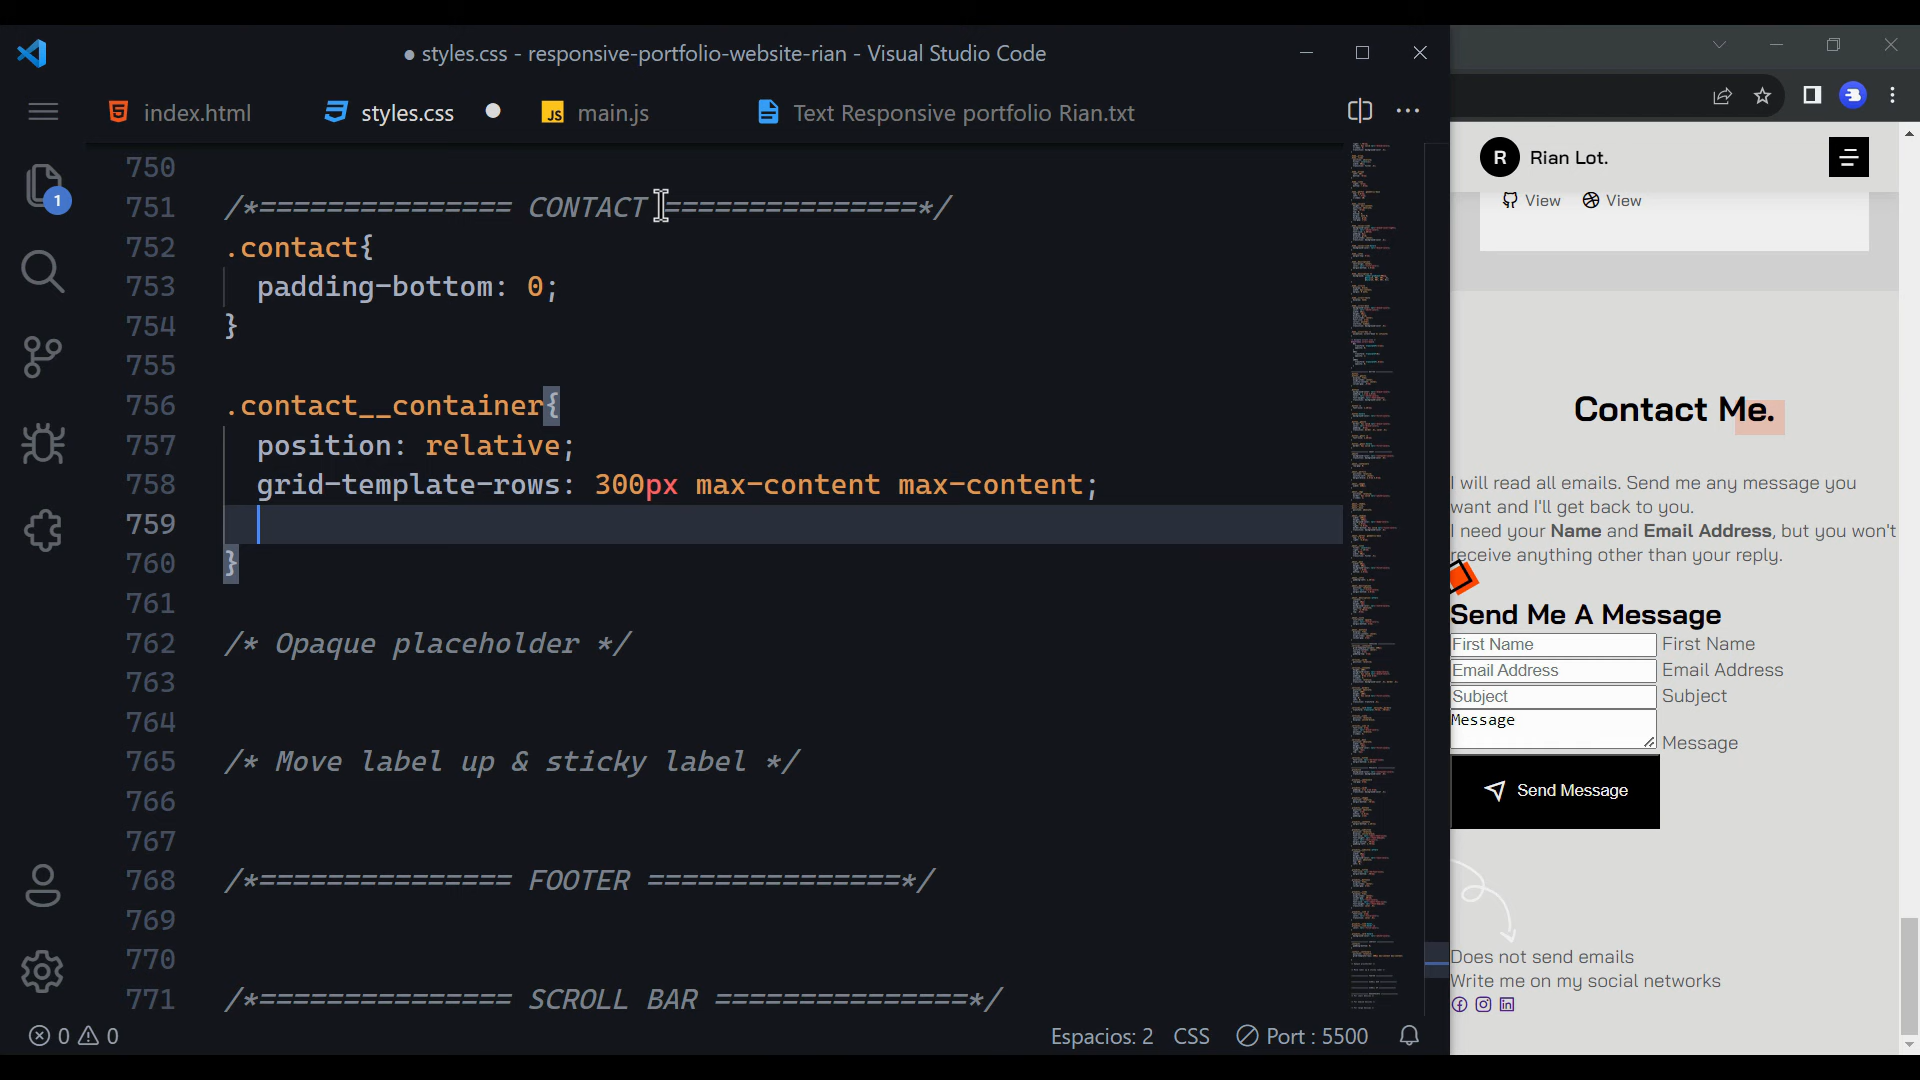 styles.css - responsive-portfolio-website-rian - Visual Studio Code
index.html
styles.css
JS main.js
Text Responsive portfolio Rian.txt
1
750
751 /*=============== CONTACT ===============*/
752 .contact{
753 padding-bottom: 0;
754 }
755
756 .contact__container{
757 position: relative;
758 grid-template-rows: 300px max-content max-content;
759
760 }
761
762 /* Opaque placeholder */
763
764
765 /* Move label up & sticky label */
766
767
768 /*=============== FOOTER ===============*/
769
770
771 /*=============== SCROLL BAR ===============*/
0 0
Espacios: 2 CSS Port : 5500
R Rian Lot.
View View
Contact Me.
I will read all emails. Send me any message you
want and I'll get back to you.
I need your Name and Email Address, but you won't
receive anything other than your reply.
Send Me A Message
First Name First Name
Email Address Email Address
Subject Subject
Message Message
Send Message
Does not send emails
Write me on my social networks